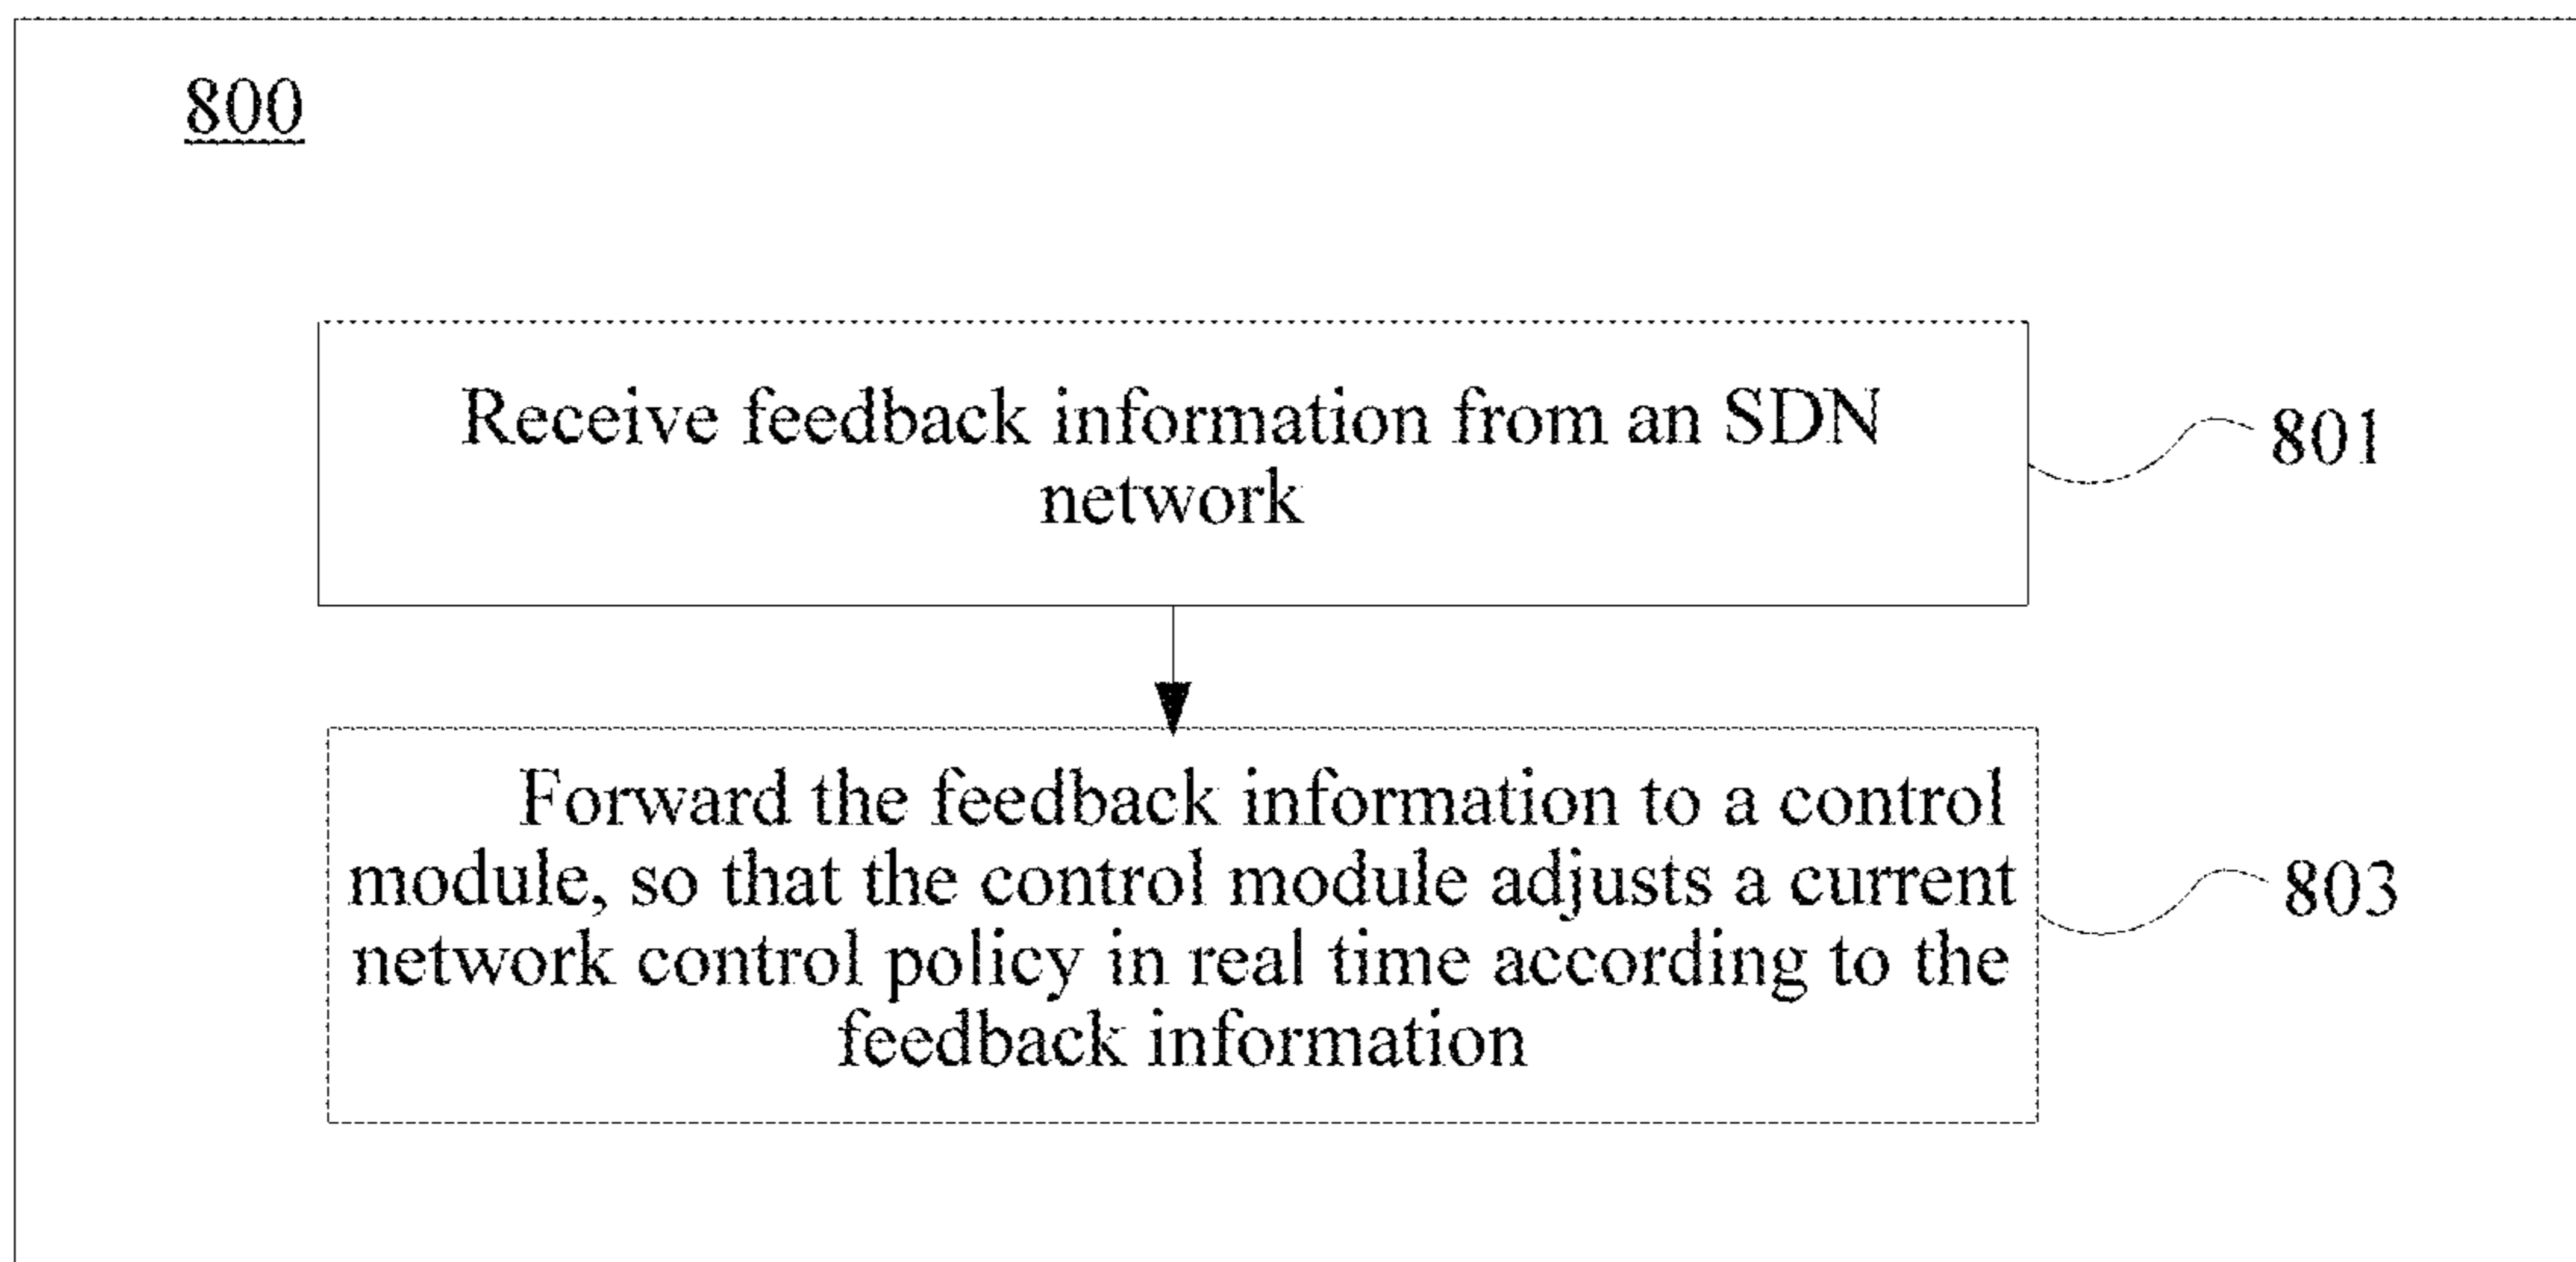 800
Receive feedback information from an SDN
network
801
Forward the feedback information to a control
module, so that the control module adjusts a current
network control policy in real time according to the
feedback information
803